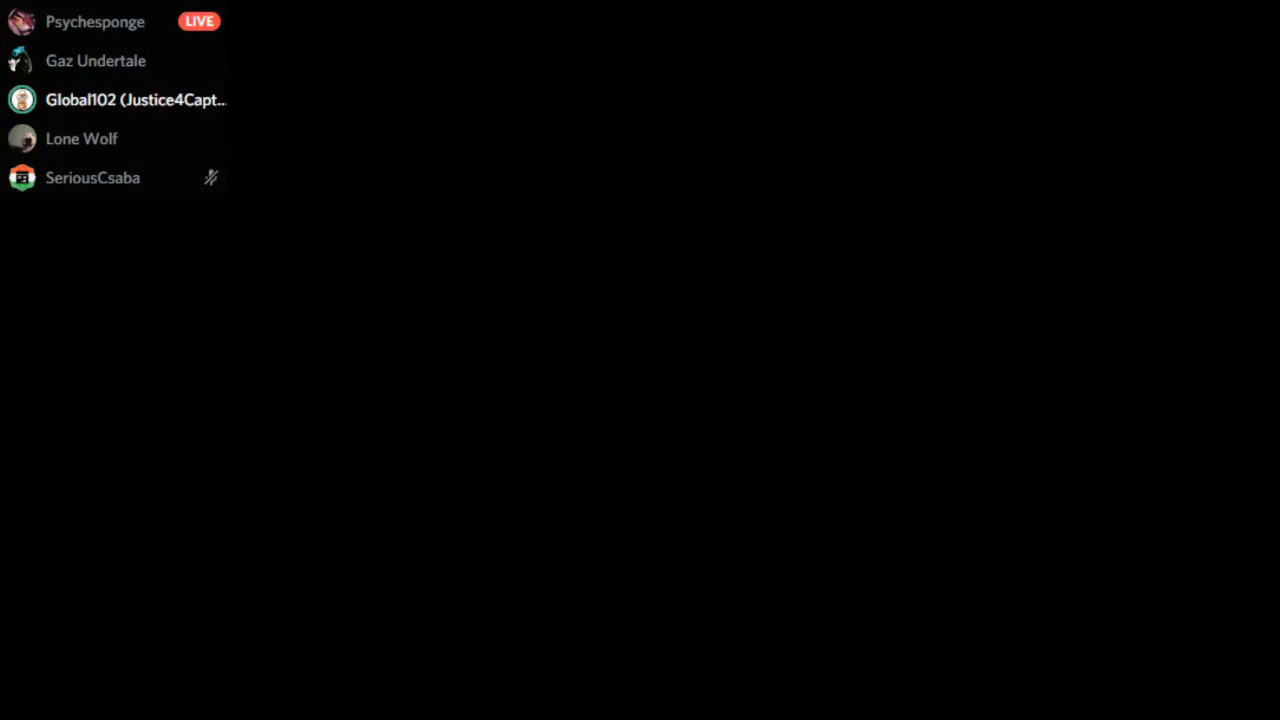 Psychesponge LIVE
Gaz Undertale
Global102 (Justice4Capt...
Lone Wolf
SeriousCsaba